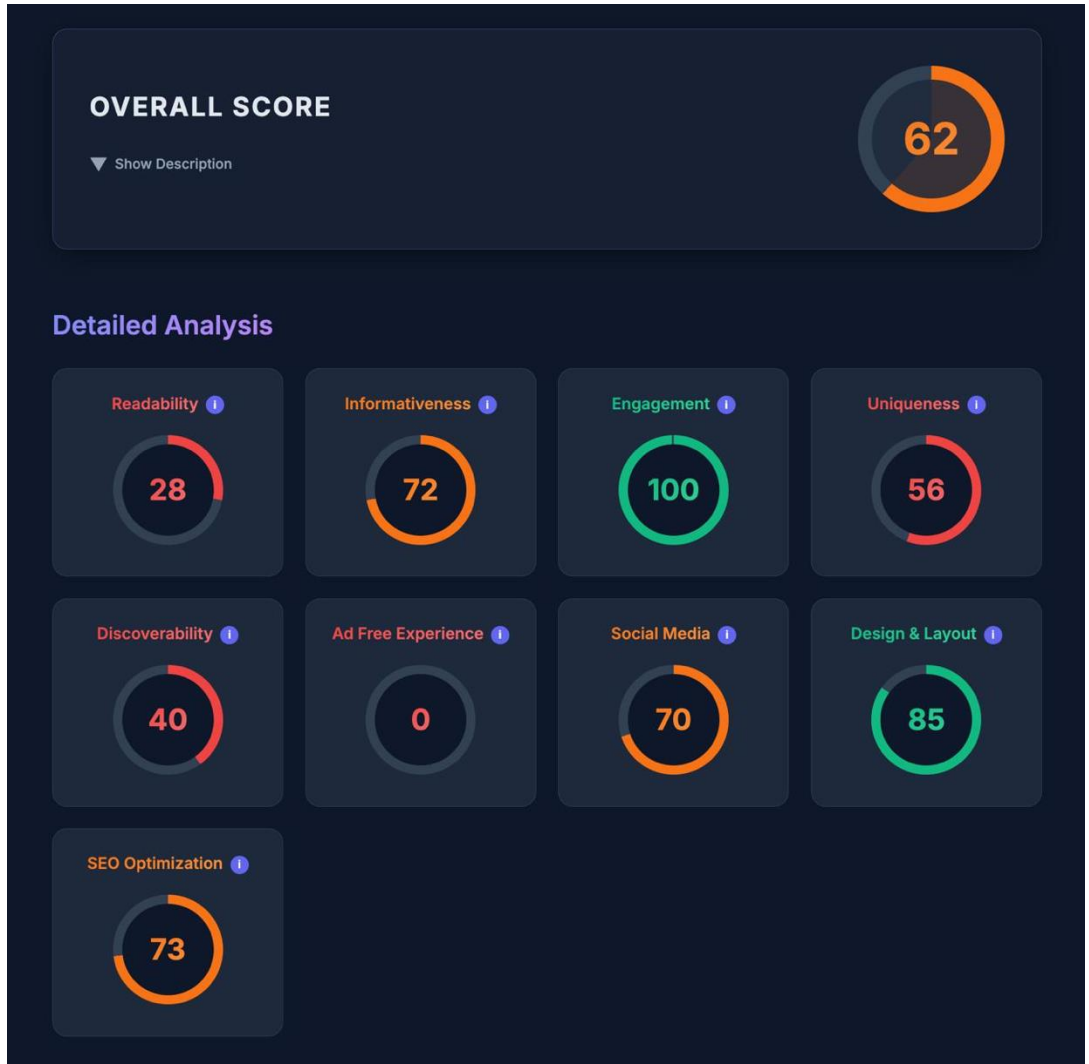 OVERALL SCORE
Show Description
62
Detailed Analysis
Readability i
28
Informativeness i
72
Engagement i
100
Uniqueness i
56
Discoverability i
40
Ad Free Experience i
0
Social Media i
70
Design & Layout i
85
SEO Optimization i
73